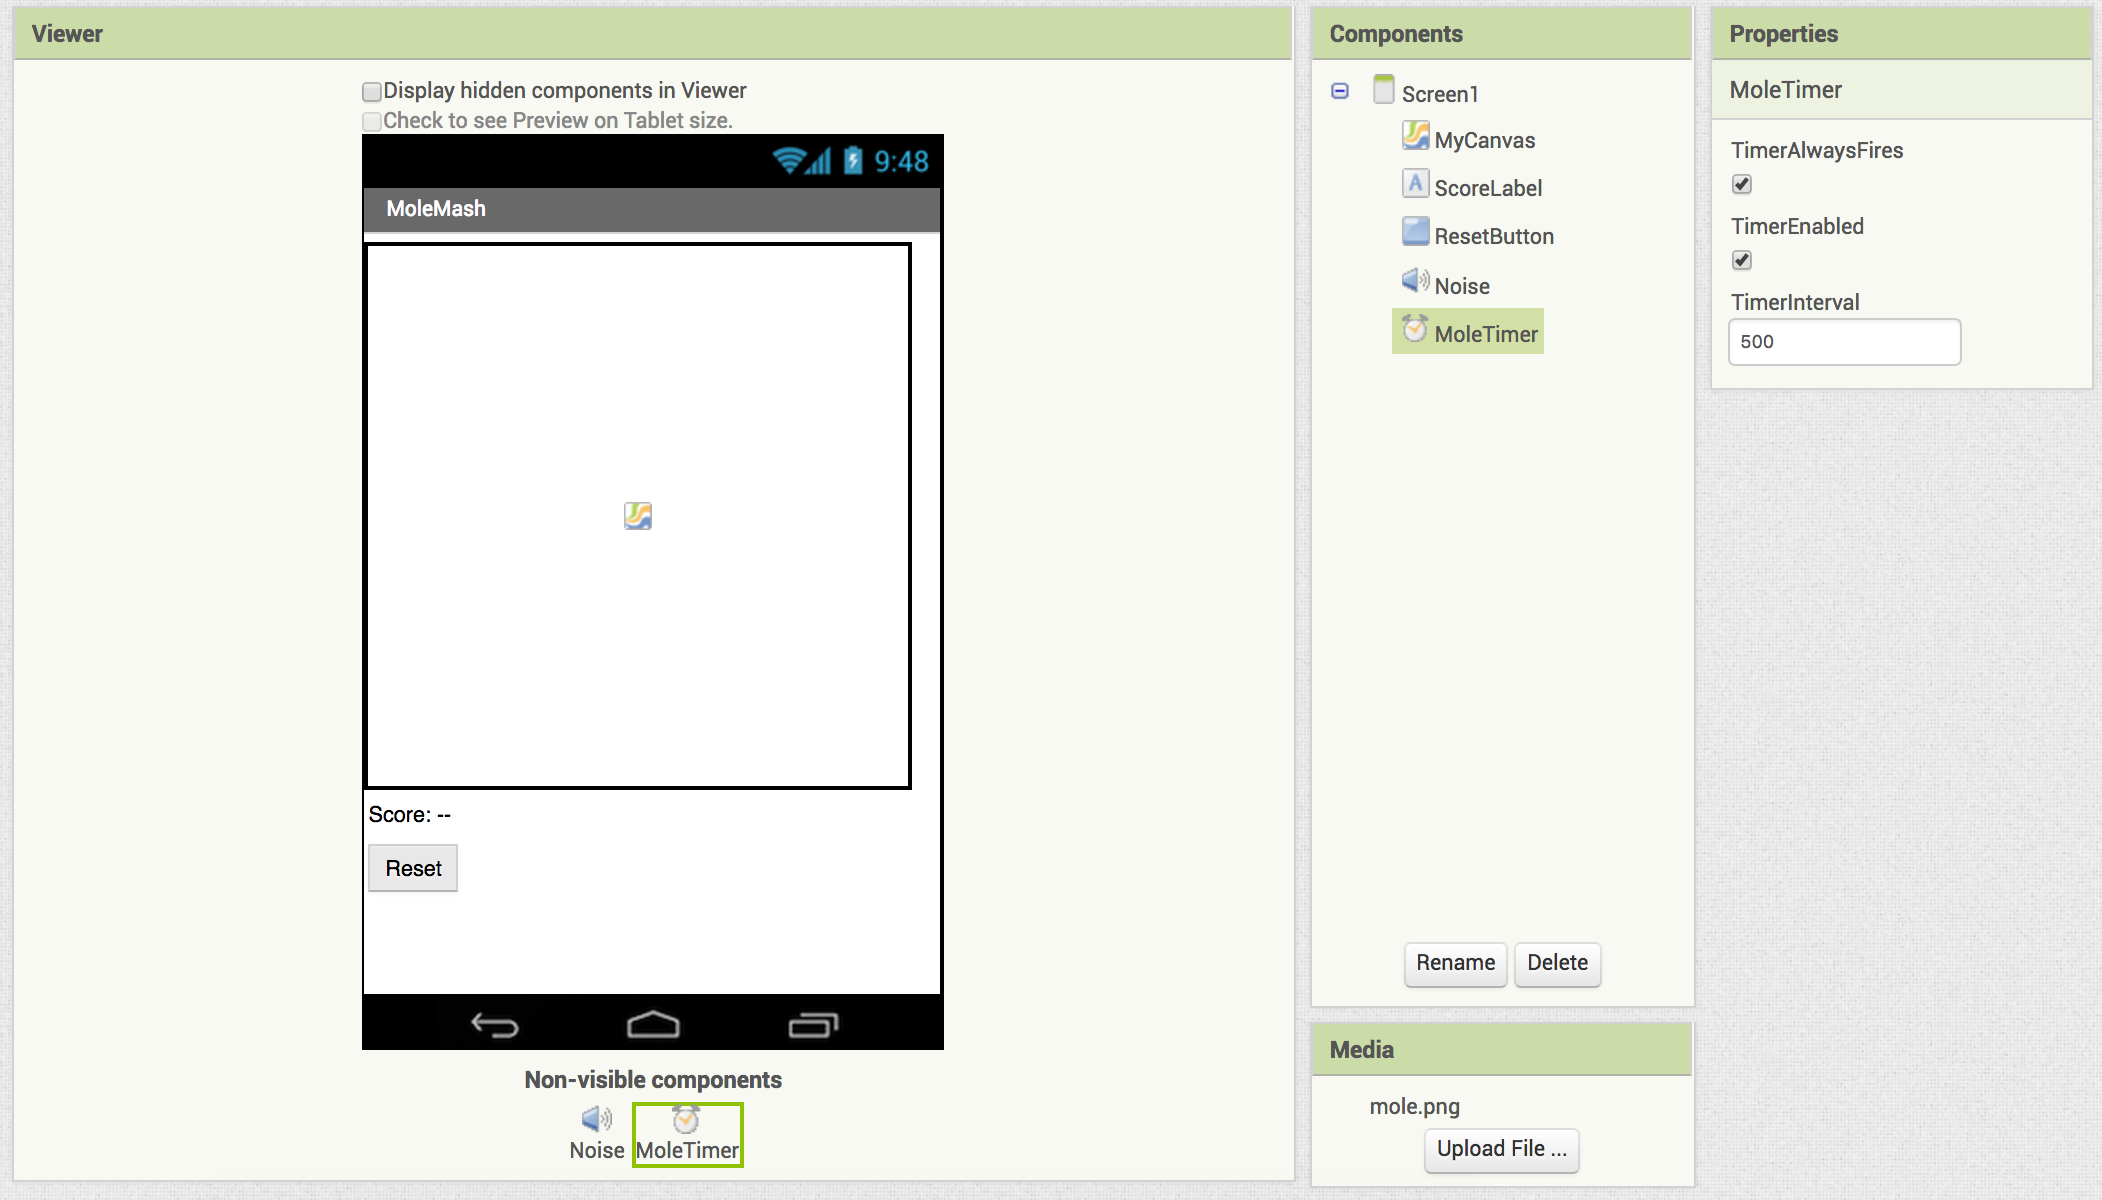 Viewer
Display hidden components in Viewer
Check to see Preview on Tablet size.
9:48
MoleMash
Score: --
Reset
Non-visible components
Noise
MoleTimer
Components
Screen1
MyCanvas
A
ScoreLabel
ResetButton
Noise
MoleTimer
Rename
Delete
Media
mole.png
Upload File ...
Properties
MoleTimer
TimerAlwaysFires
TimerEnabled
TimerInterval
500